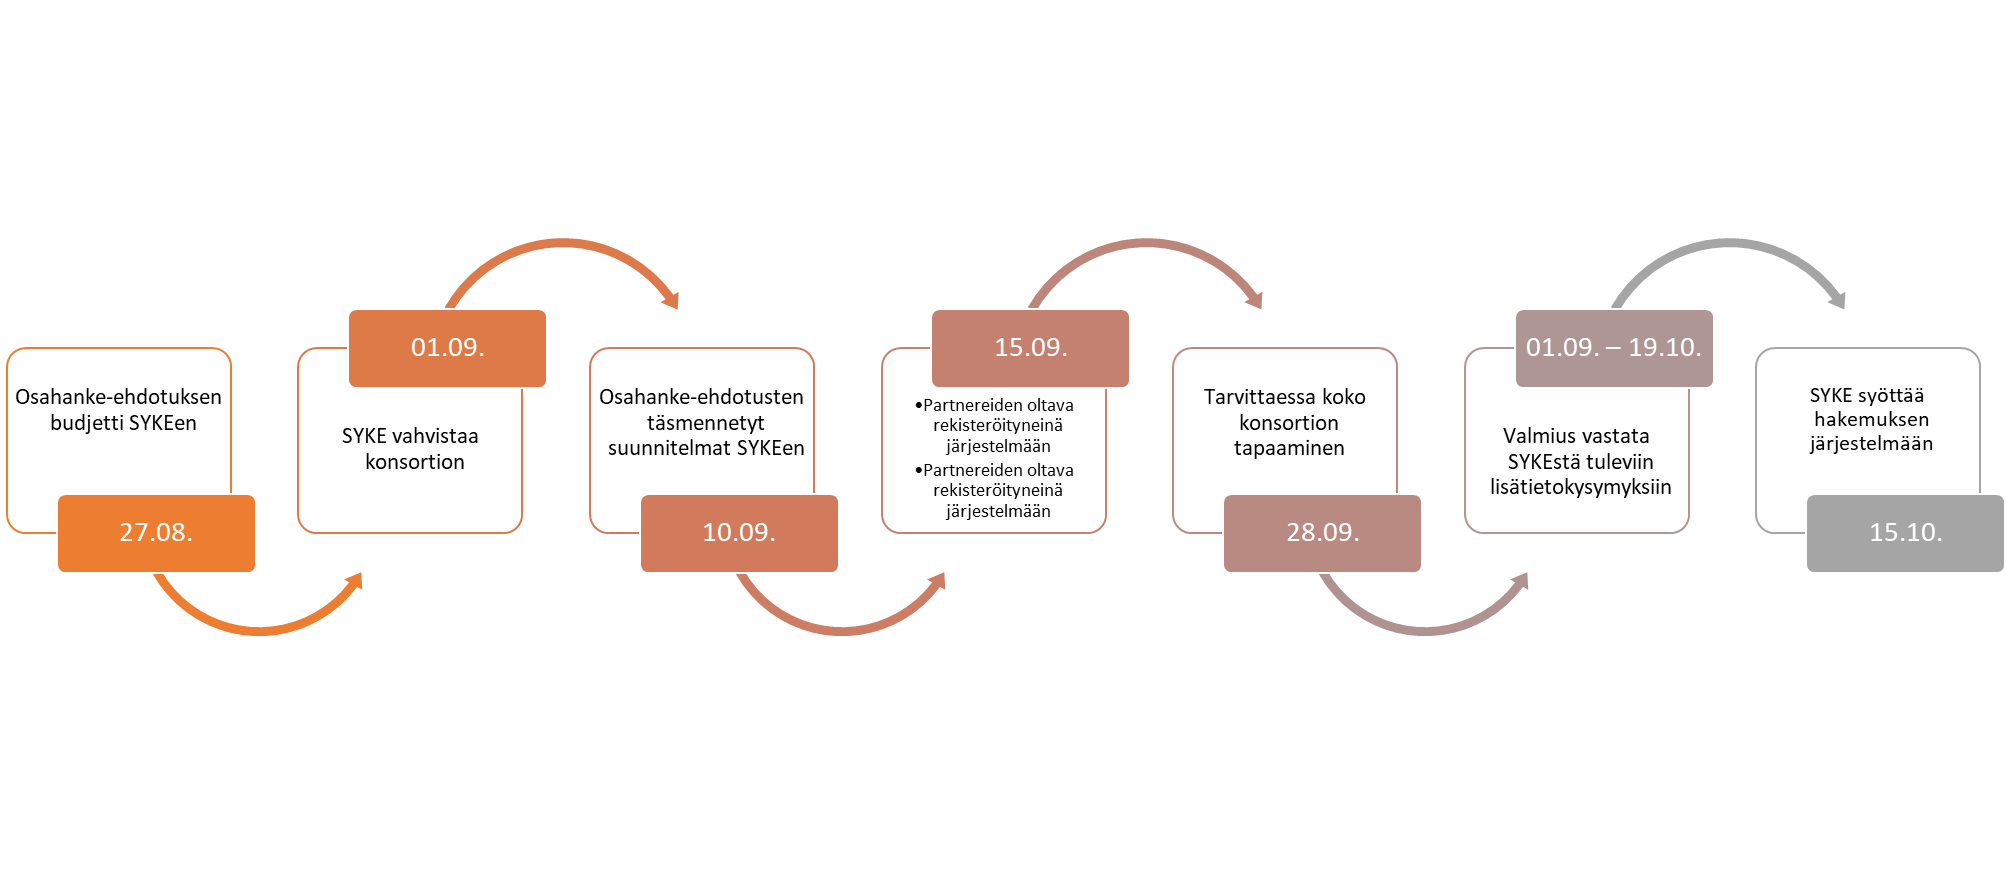 Osahanke-ehdotuksen
budjetti SYKEen
27.08.
01.09.
SYKE vahvistaa
konsortion
Osahanke-ehdotusten
täsmennetyt
suunnitelmat SYKEen
10.09.
15.09.
•Partnereiden oltava
rekisteröityneinä
järjestelmään
•Partnereiden oltava
rekisteröityneinä
järjestelmään
Tarvittaessa koko
konsortion
tapaaminen
28.09.
01.09. – 19.10.
Valmius vastata
SYKEstä tuleviin
lisätietokysymyksiin
SYKE syöttää
hakemuksen
järjestelmään
15.10.